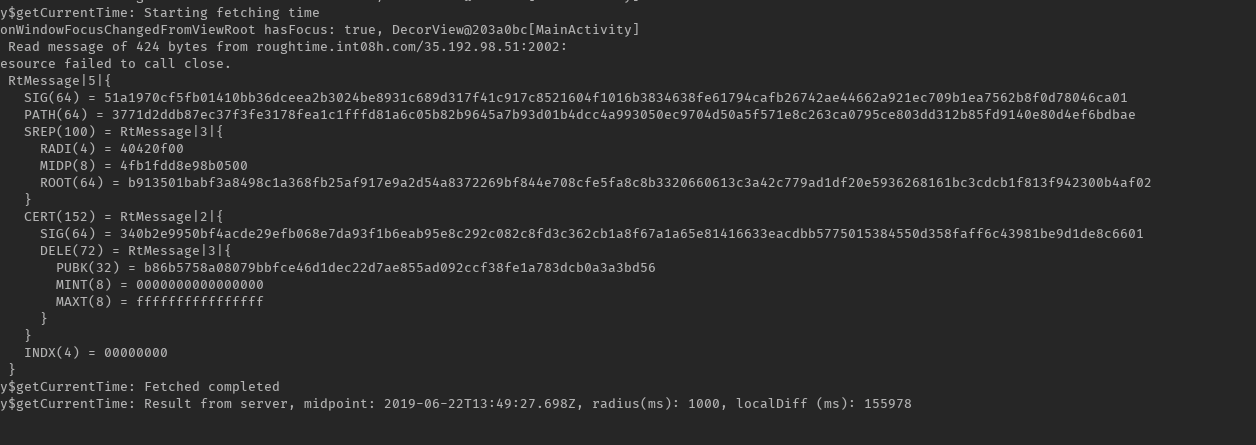 y$getCurrentTime: Starting fetching time
onWindowFocusChangedFromViewRoot hasFocus: true, DecorView@203a0bc[MainActivity]
Read message of 424 bytes from roughtime.int08h.com/35.192.98.51:2002:
esource failed to call close.
RtMessage|5|{
SIG(64) = 51a1970cf5fb01410bb36dceea2b3024be8931c689d317f41c917c8521604f1016b3834638fe61794cafb26742ae44662a921ec709b1ea7562b8f0d78046ca01
PATH(64) = 3771d2ddb87ec37f3fe3178fea1c1fffd81a6c05b82b9645a7b93d01b4dcc4a993050ec9704d50a5f571e8c263ca0795ce803dd312b85fd9140e80d4ef6bdbae
SREP(100) = RtMessage|3|{
RADI(4) = 40420f00
MIDP(8) = 4fb1fdd8e98b0500
ROOT(64) = b913501babf3a8498c1a368fb25af917e9a2d54a8372269bf844e708cfe5fa8c8b3320660613c3a42c779ad1df20e5936268161bc3cdcb1f813f942300b4af02
}
CERT(152) = RtMessage|2|{
SIG(64) = 340b2e9950bf4acde29efb068e7da93f1b6eab95e8c292c082c8fd3c362cb1a8f67a1a65e81416633eacdbb5775015384550d358faff6c43981be9d1de8c6601
DELE(72) = RtMessage|3|{
PUBK(32) = b86b5758a08079bbfce46d1dec22d7ae855ad092ccf38fe1a783dcb0a3a3bd56
MINT(8) = 0000000000000000
MAXT(8) = ffffffffffffffff
}
}
INDX(4) = 00000000
}
y$getCurrentTime: Fetched completed
y$getCurrentTime: Result from server, midpoint: 2019-06-22T13:49:27.698Z, radius(ms): 1000, localDiff (ms): 155978